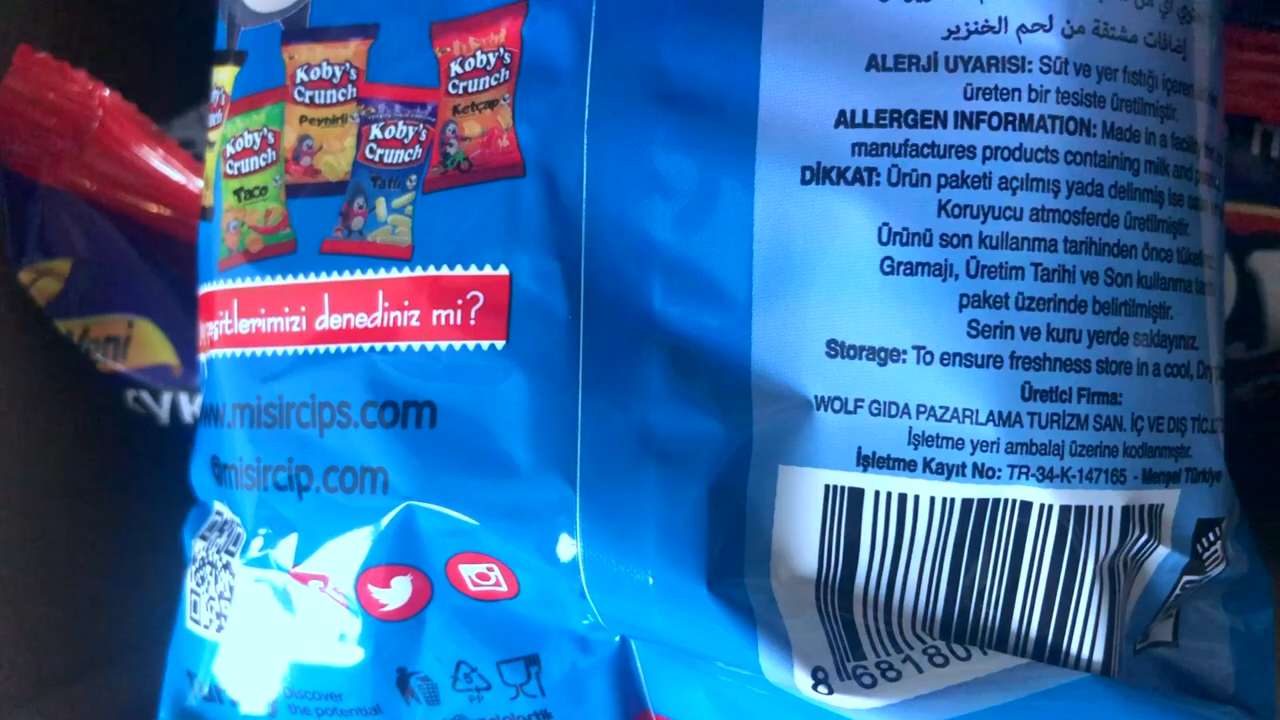 Koby's
Crunch
Peynirli
Koby's
Crunch
Ketçap
Koby's
Crunch
Taco
Koby's
Crunch
Tatlı
denediniz mi?
www.misircips.com
@misircip.com
Discover
the potential
Yeni
إضافات مشتقة من لحم الخنزير
ALERJİ UYARISI: Süt ve yer fıstığı içeren
üreten bir tesiste üretilmiştir.
ALLERGEN INFORMATION: Made in a
manufactures products containing milk and
DİKKAT: Ürün paketi açılmış yada delinmiş ise
Koruyucu atmosferde üretilmiştir.
Ürünü son kullanma tarihinden önce
Gramajı, Üretim Tarihi ve Son kullanma
paket üzerinde belirtilmiştir.
Serin ve kuru yerde saklayınız.
Storage: To ensure freshness store in a cool,
Üretici Firma:
WOLF GIDA PAZARLAMA TURİZM SAN. İÇ VE DIŞ TİC.
İşletme yeri ambalaj üzerine kodlanmıştır.
İşletme Kayıt No: TR-34-K-147165 - Menşei Türkiye
8 681801